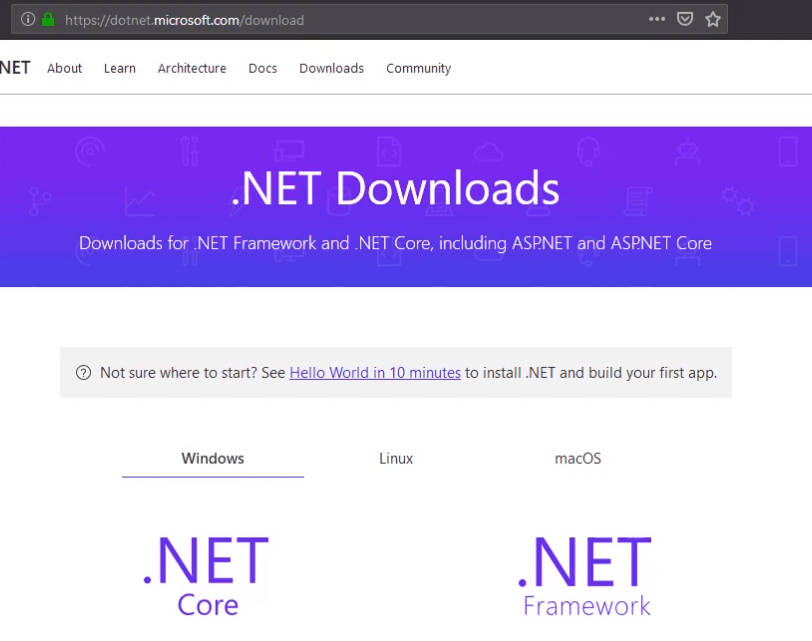 https://dotnet.microsoft.com/download
NET About Learn Architecture Docs Downloads Community
.NET Downloads
Downloads for .NET Framework and .NET Core, including ASP.NET and ASP.NET Core
Not sure where to start? See Hello World in 10 minutes to install .NET and build your first app.
Windows Linux macOS
.NET Core
.NET Framework